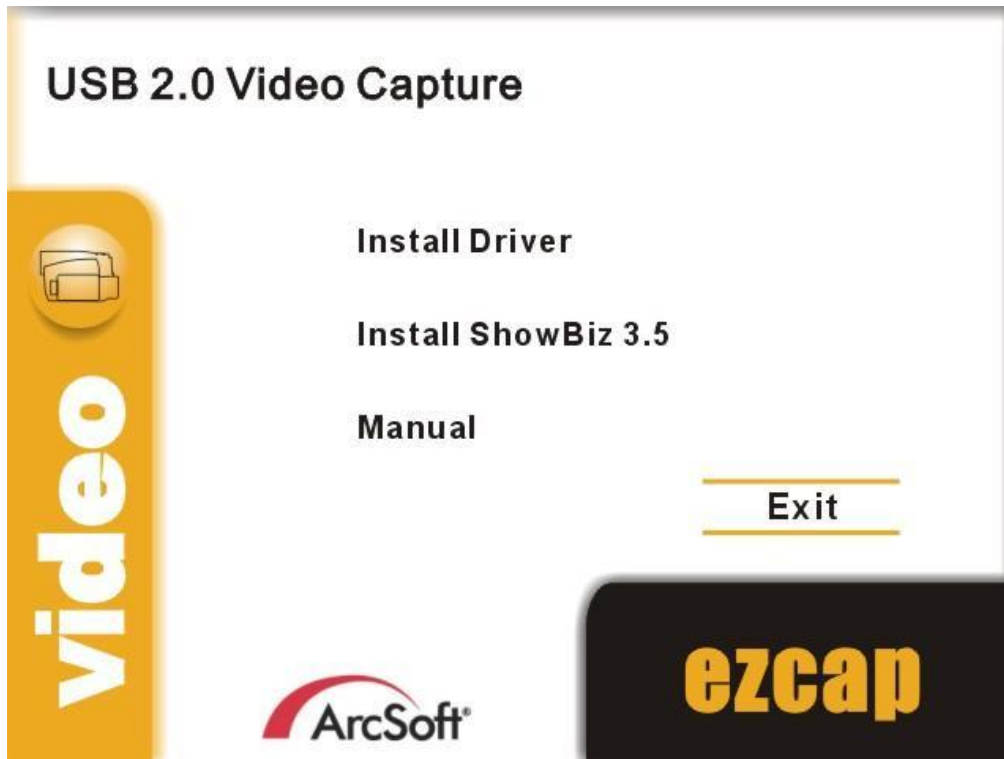 USB 2.0 Video Capture
Install Driver
Install ShowBiz 3.5
Manual
Exit
video
ArcSoft®
ezcap